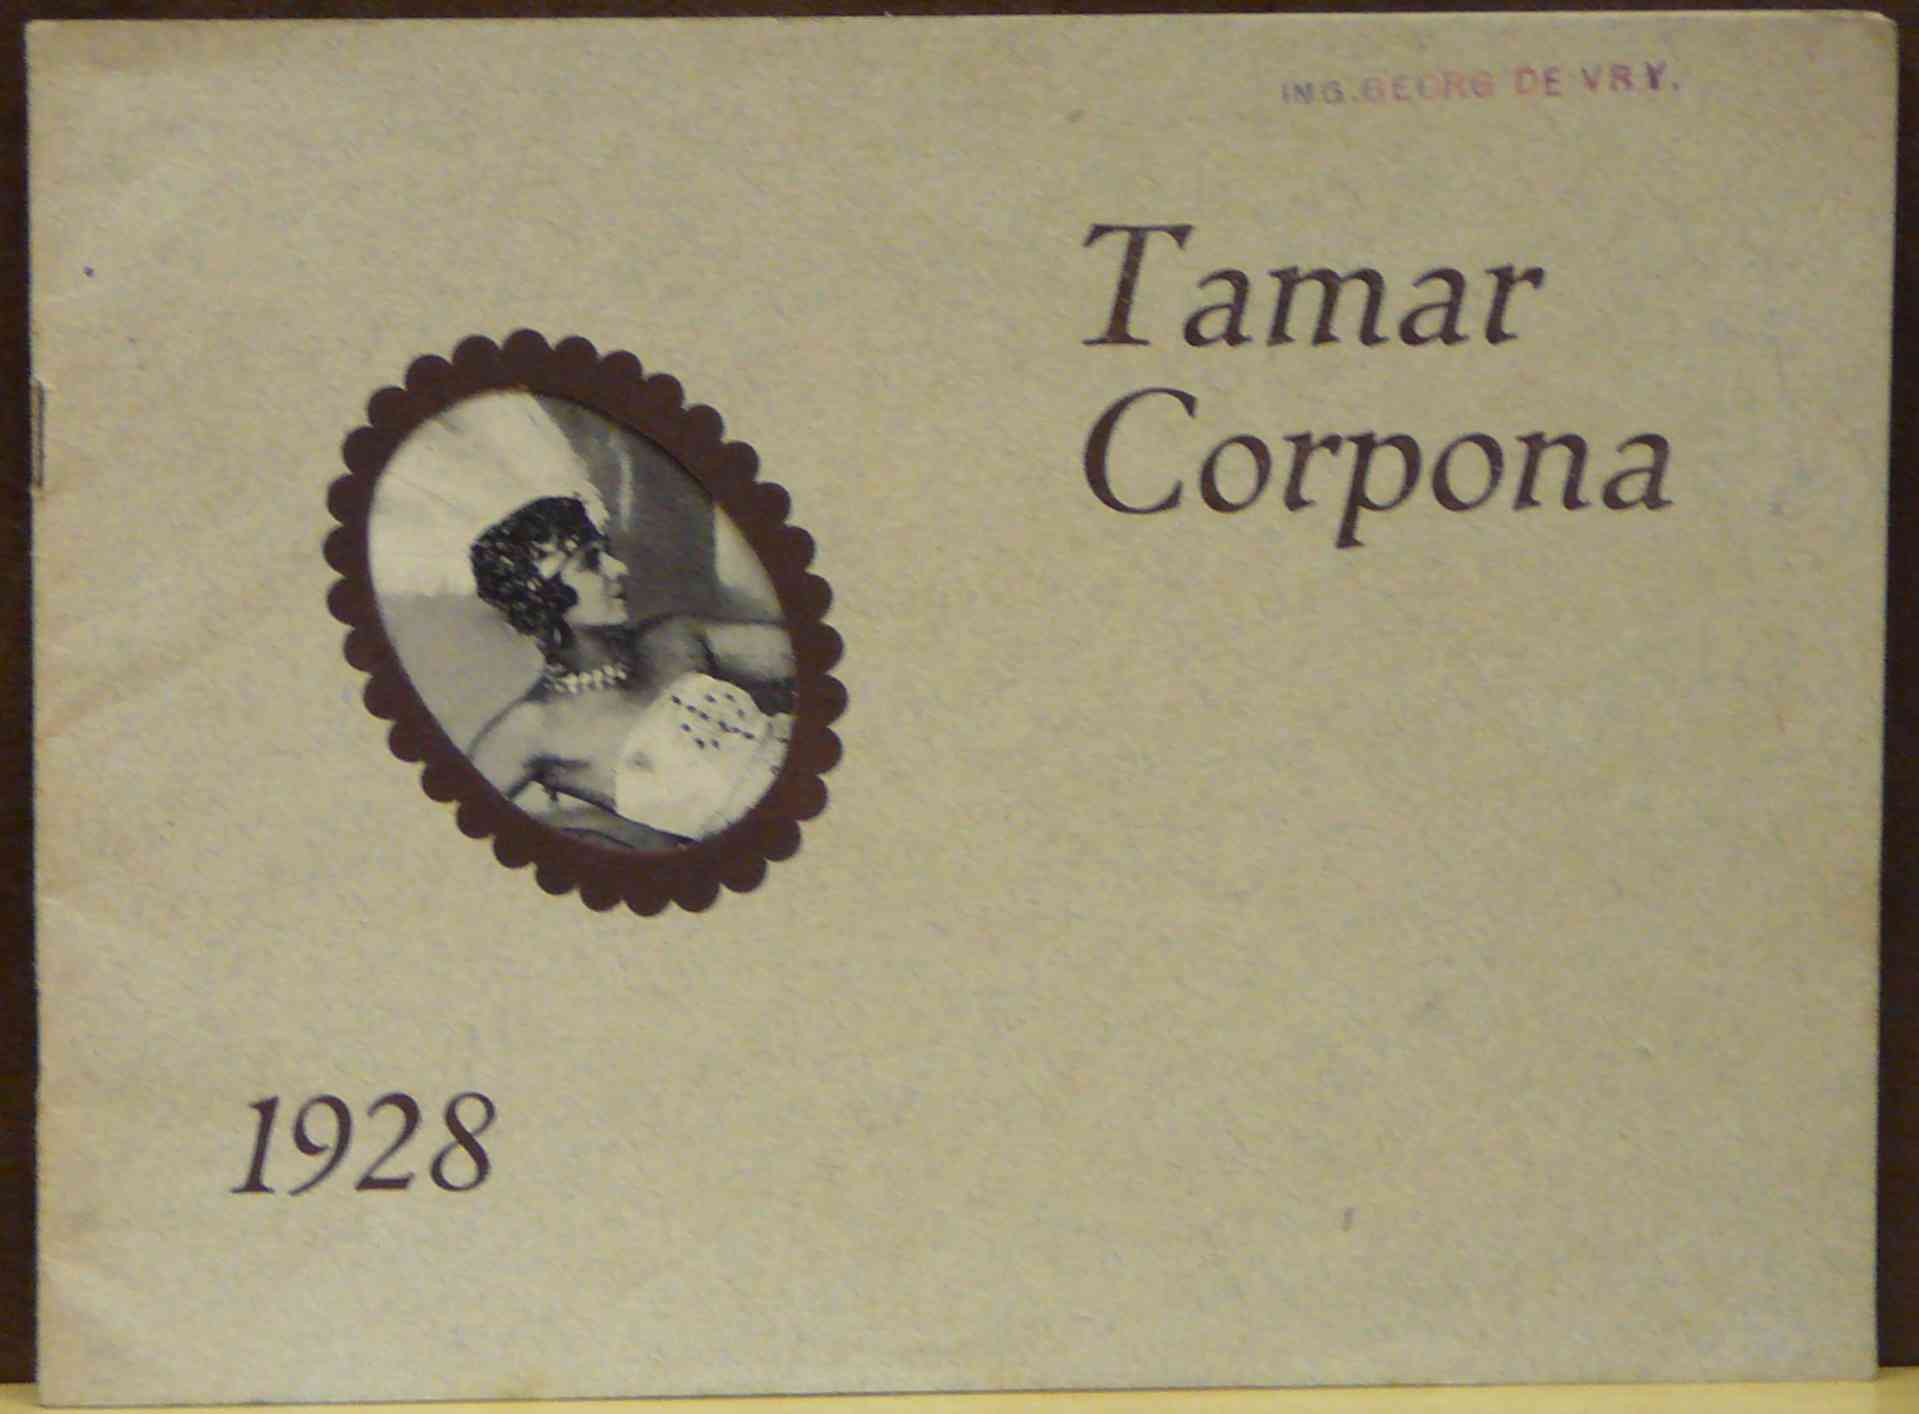 ING. GEORG DE VRY.
Tamar
Corpona
1928